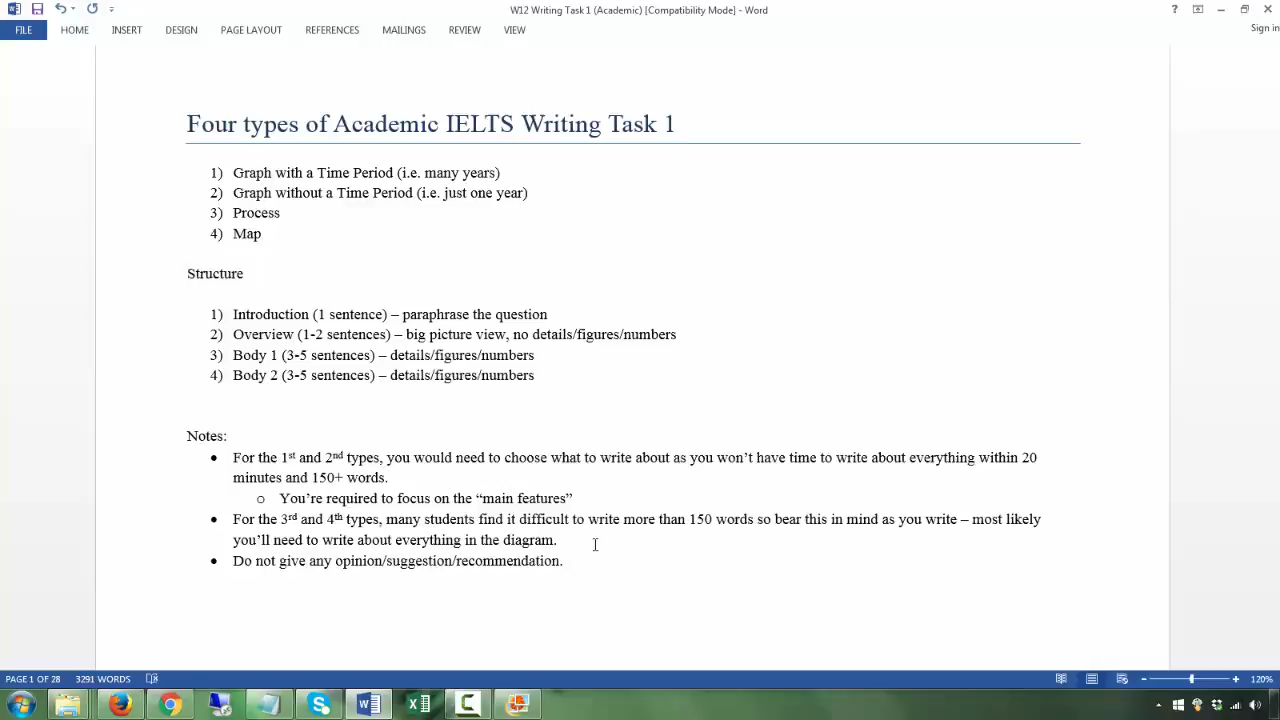 W12 Writing Task 1 (Academic) [Compatibility Mode] - Word
?
FILE HOME INSERT DESIGN PAGE LAYOUT REFERENCES MAILINGS REVIEW VIEW Sign in
Four types of Academic IELTS Writing Task 1
1) Graph with a Time Period (i.e. many years)
2) Graph without a Time Period (i.e. just one year)
3) Process
4) Map
Structure
1) Introduction (1 sentence) – paraphrase the question
2) Overview (1-2 sentences) – big picture view, no details/figures/numbers
3) Body 1 (3-5 sentences) – details/figures/numbers
4) Body 2 (3-5 sentences) – details/figures/numbers
Notes:
• For the 1st and 2nd types, you would need to choose what to write about as you won’t have time to write about everything within 20
minutes and 150+ words.
o You’re required to focus on the “main features”
• For the 3rd and 4th types, many students find it difficult to write more than 150 words so bear this in mind as you write – most likely
you’ll need to write about everything in the diagram.
• Do not give any opinion/suggestion/recommendation.
PAGE 1 OF 28 3291 WORDS 120%